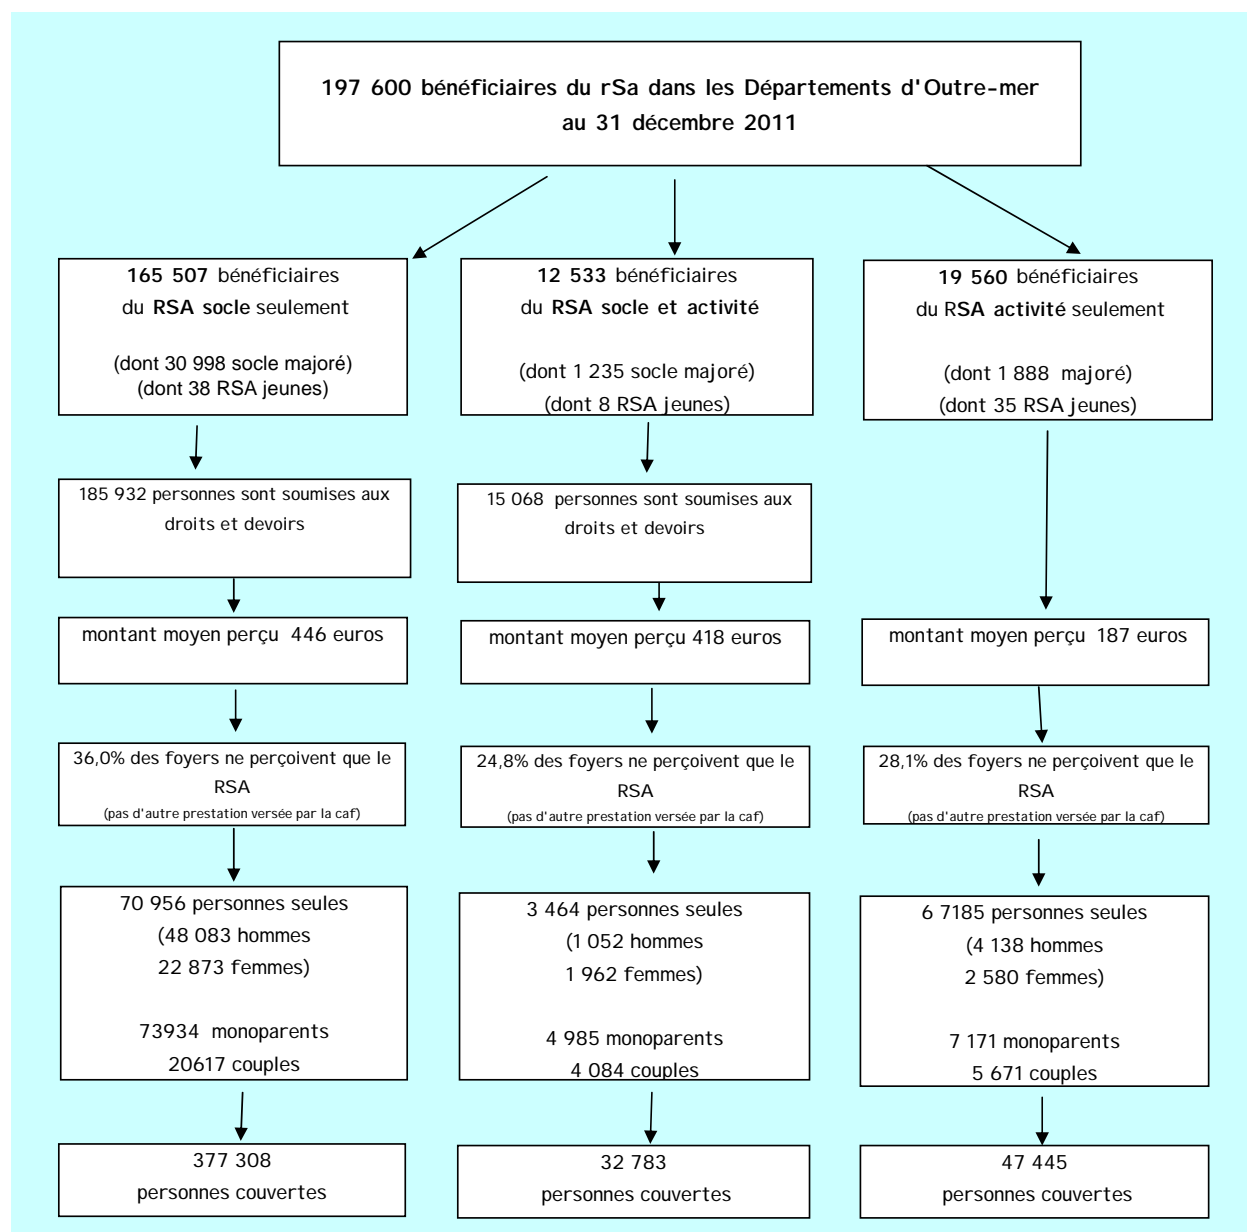 197 600 bénéficiaires du rSa dans les Départements d'Outre-mer
au 31 décembre 2011
165 507 bénéficiaires
du RSA socle seulement
(dont 30 998 socle majoré)
(dont 38 RSA jeunes)
12 533 bénéficiaires
du RSA socle et activité
(dont 1 235 socle majoré)
(dont 8 RSA jeunes)
19 560 bénéficiaires
du RSA activité seulement
(dont 1 888 majoré)
(dont 35 RSA jeunes)
185 932 personnes sont soumises aux
droits et devoirs
15 068 personnes sont soumises aux
droits et devoirs
montant moyen perçu 446 euros
montant moyen perçu 418 euros
montant moyen perçu 187 euros
36,0% des foyers ne perçoivent que le
RSA
(pas d'autre prestation versée par la caf)
24,8% des foyers ne perçoivent que le
RSA
(pas d'autre prestation versée par la caf)
28,1% des foyers ne perçoivent que le
RSA
(pas d'autre prestation versée par la caf)
70 956 personnes seules
(48 083 hommes
22 873 femmes)
73934 monoparents
20617 couples
3 464 personnes seules
(1 052 hommes
1 962 femmes)
4 985 monoparents
4 084 couples
6 7185 personnes seules
(4 138 hommes
2 580 femmes)
7 171 monoparents
5 671 couples
377 308
personnes couvertes
32 783
personnes couvertes
47 445
personnes couvertes